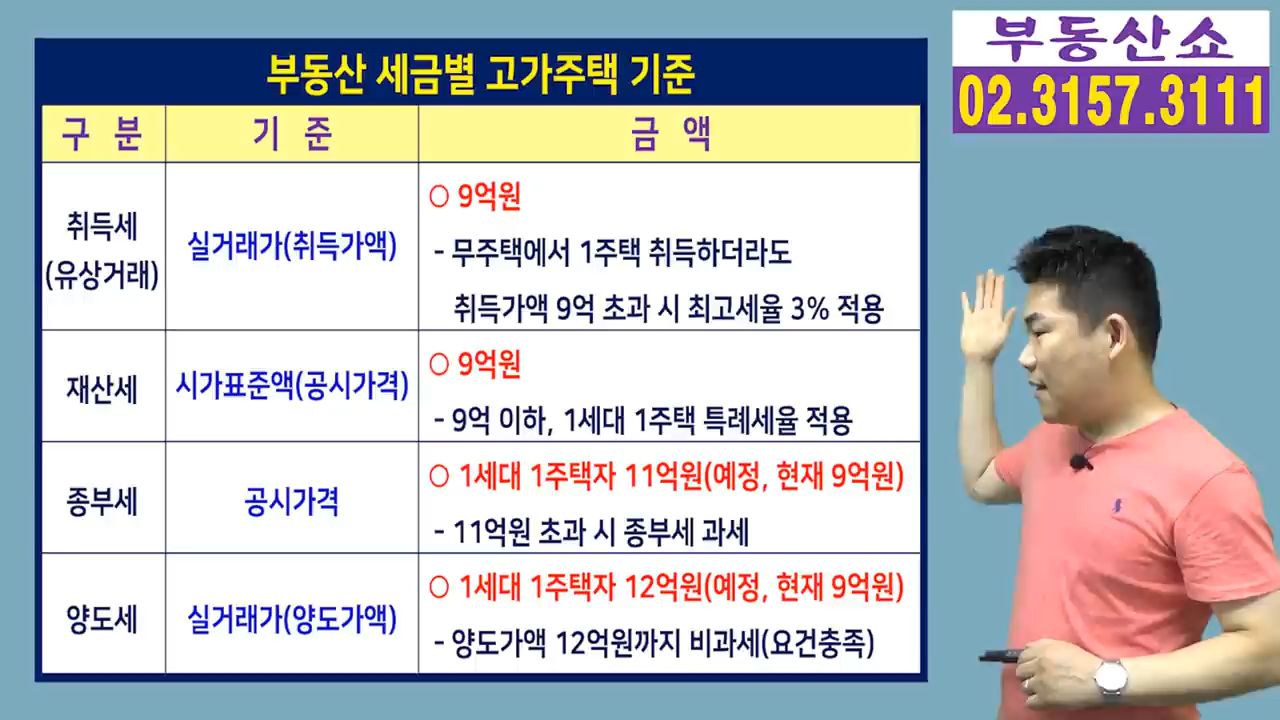 부동산쇼
02.3157.3111
부동산 세금별 고가주택 기준
구 분 기 준 금 액
취득세
(유상거래)
실거래가(취득가액)
○ 9억원
- 무주택에서 1주택 취득하더라도
취득가액 9억 초과 시 최고세율 3% 적용
재산세
시가표준액(공시가격)
○ 9억원
- 9억 이하, 1세대 1주택 특례세율 적용
종부세
공시가격
○ 1세대 1주택자 11억원(예정, 현재 9억원)
- 11억원 초과 시 종부세 과세
양도세
실거래가(양도가액)
○ 1세대 1주택자 12억원(예정, 현재 9억원)
- 양도가액 12억원까지 비과세(요건충족)